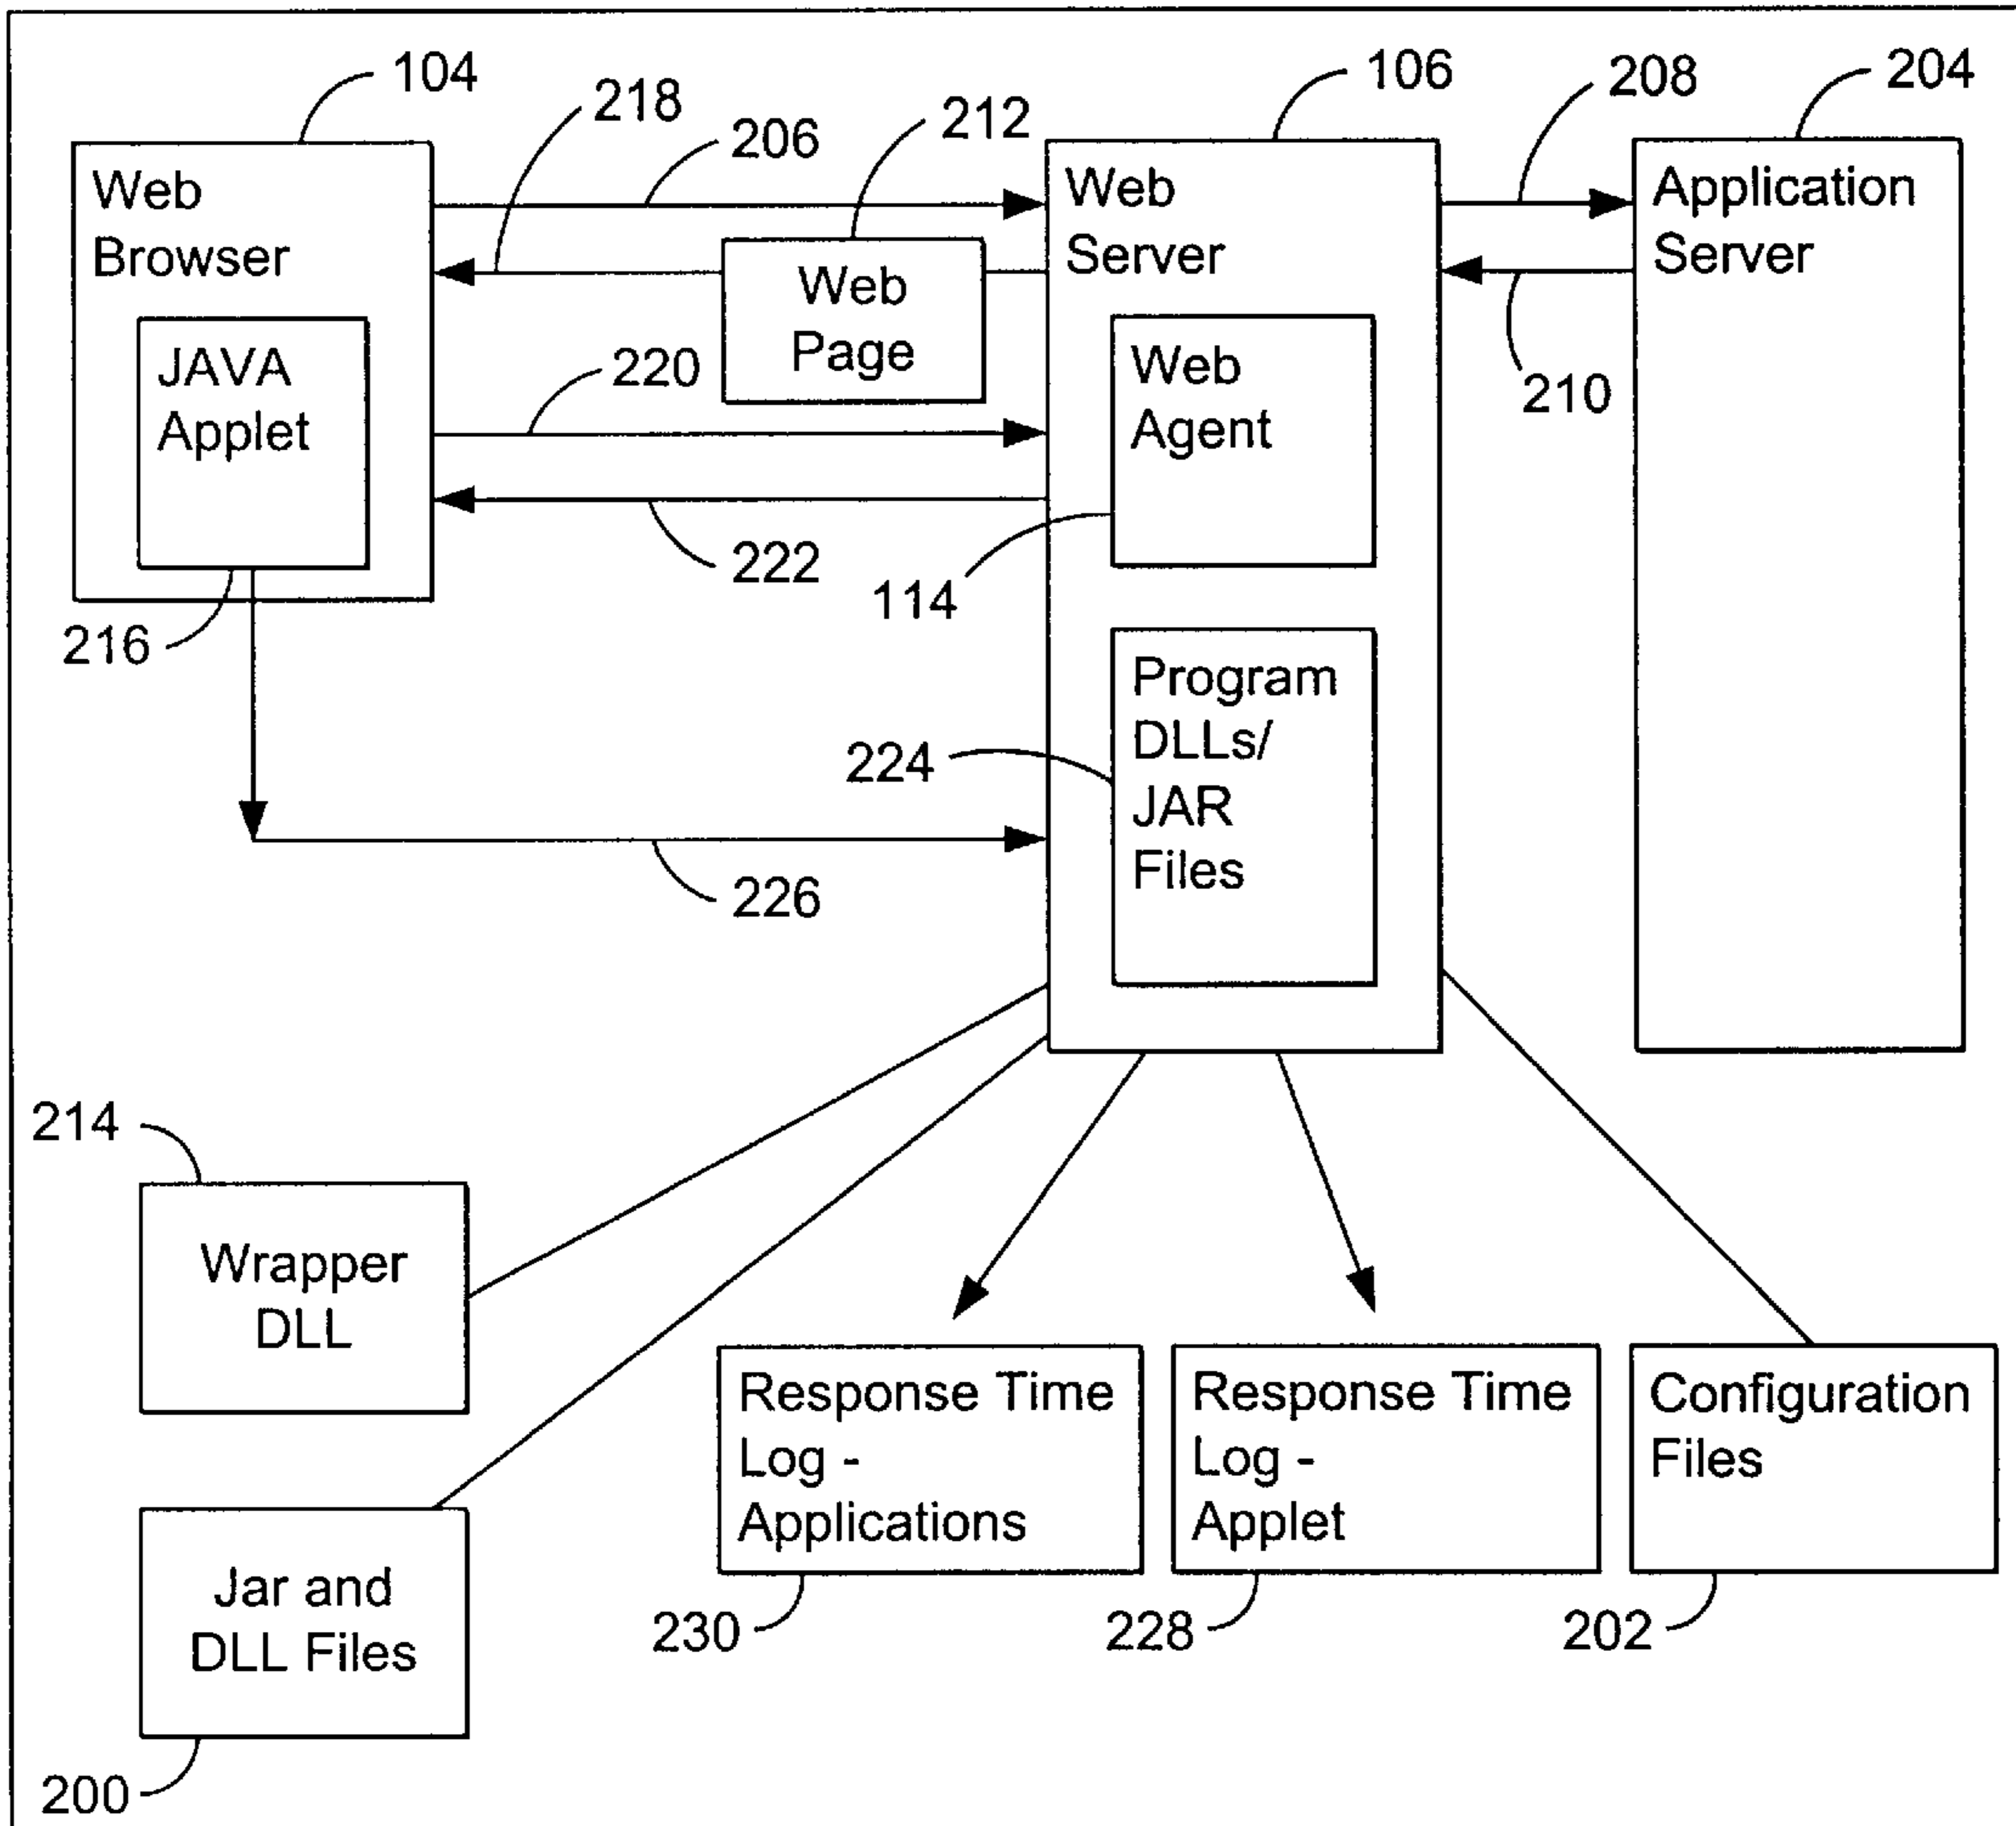 104
218
206
212
106
208
204
Web
Browser
Web
Server
Application
Server
Web
Page
JAVA
Applet
220
Web
Agent
210
222
114
216
Program
DLLs/
JAR
Files
224
226
214
Wrapper
DLL
Response Time
Log -
Applications
Response Time
Log -
Applet
Configuration
Files
Jar and
DLL Files
230
228
202
200